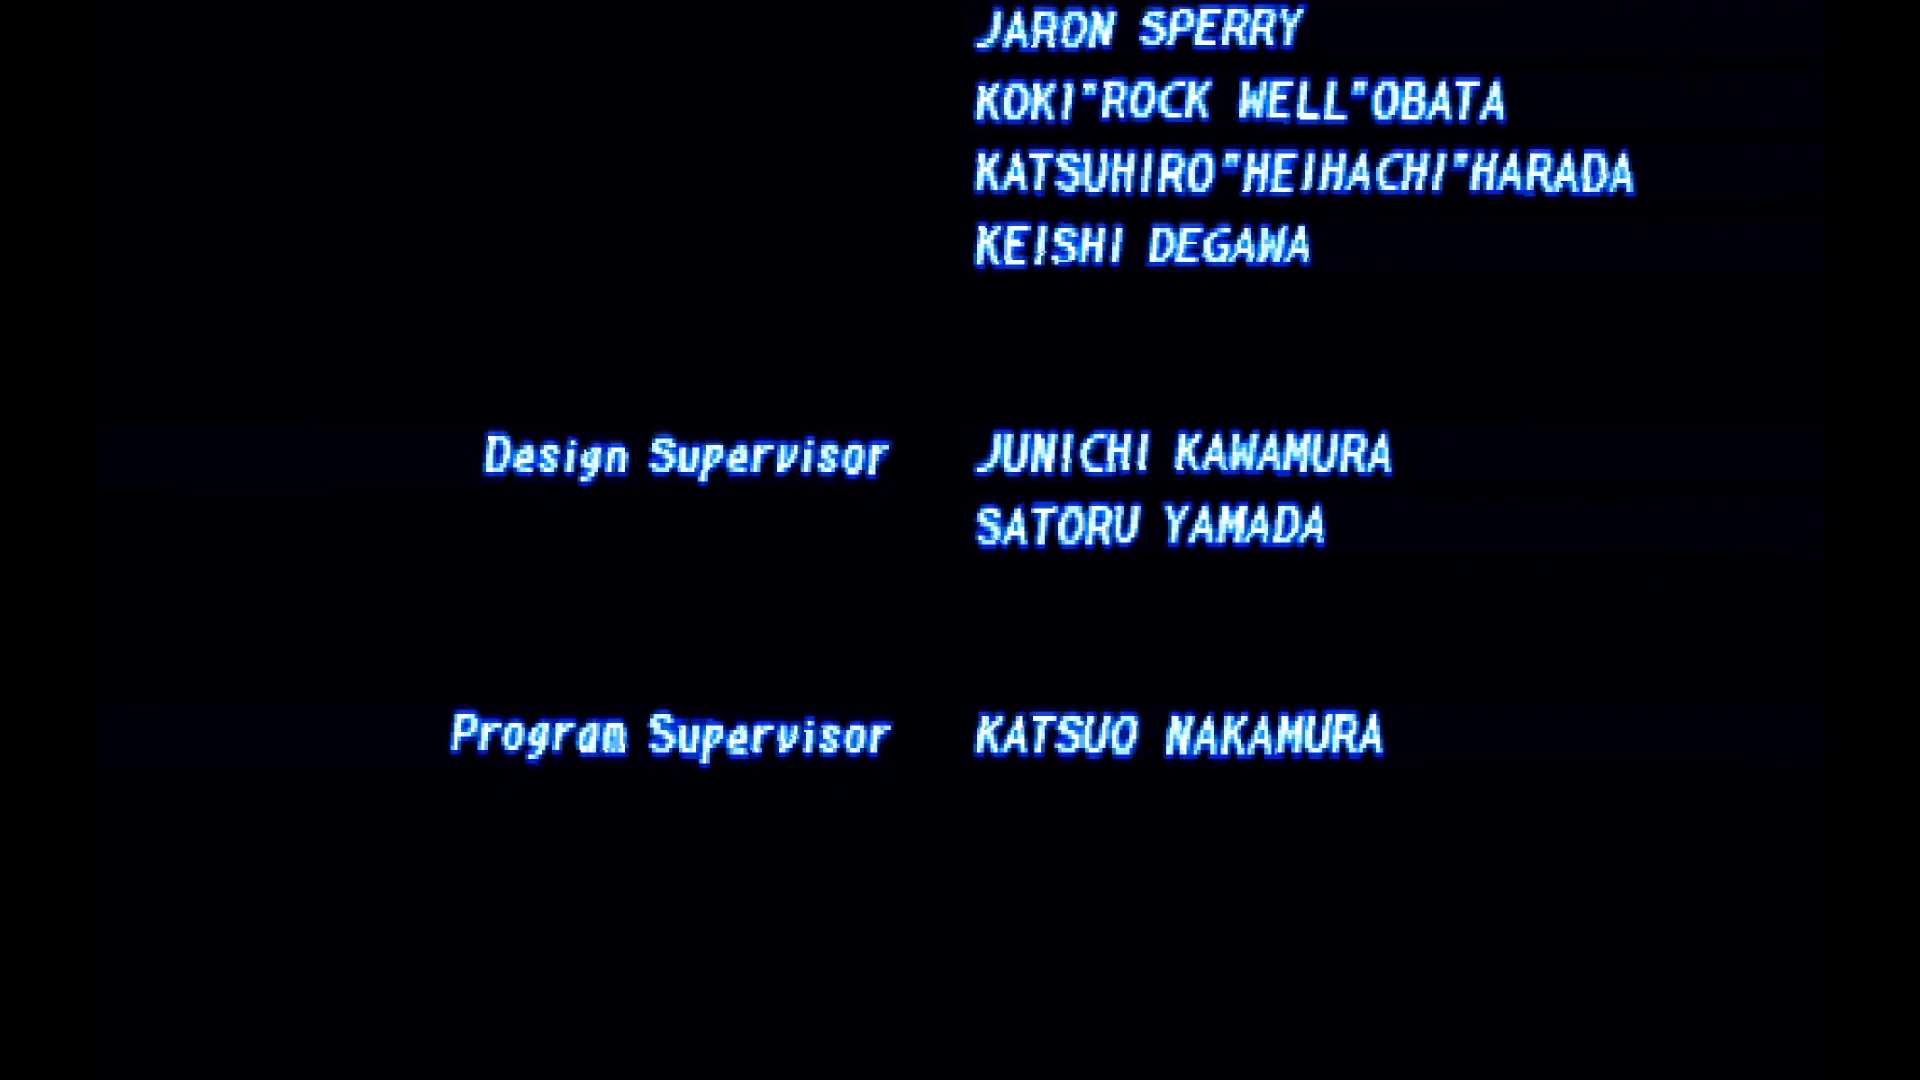 JARON SPERRY
KOKI"ROCK WELL"OBATA
KATSUHIRO"HEIHACHI"HARADA
KEISHI DEGAWA
Design Supervisor JUNICHI KAWAMURA
SATORU YAMADA
Program Supervisor KATSUO NAKAMURA